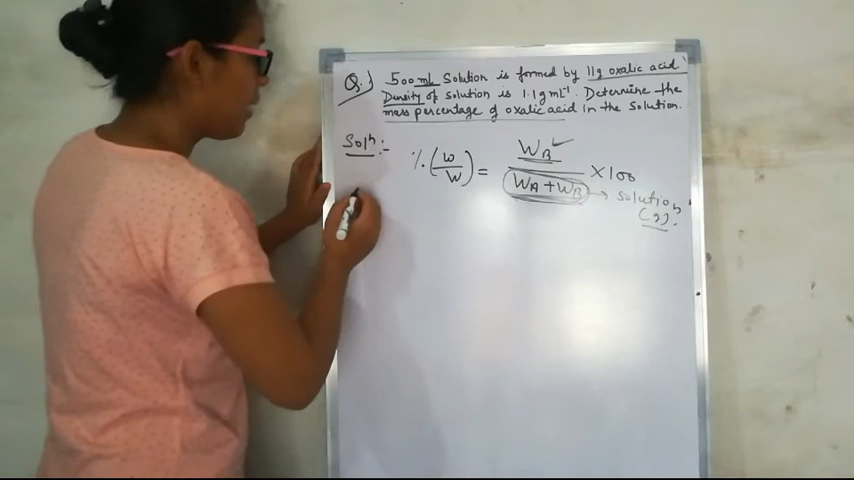 Q.) 500 mL Solution is formed by 11g oxalic acid
Density of solution is 1.1 g mL⁻¹. Determine the
mass percentage of oxalic acid in the solution.
Solⁿ:-
% (w/W) = WB / (WA + WB) × 100
→ solution
(g).